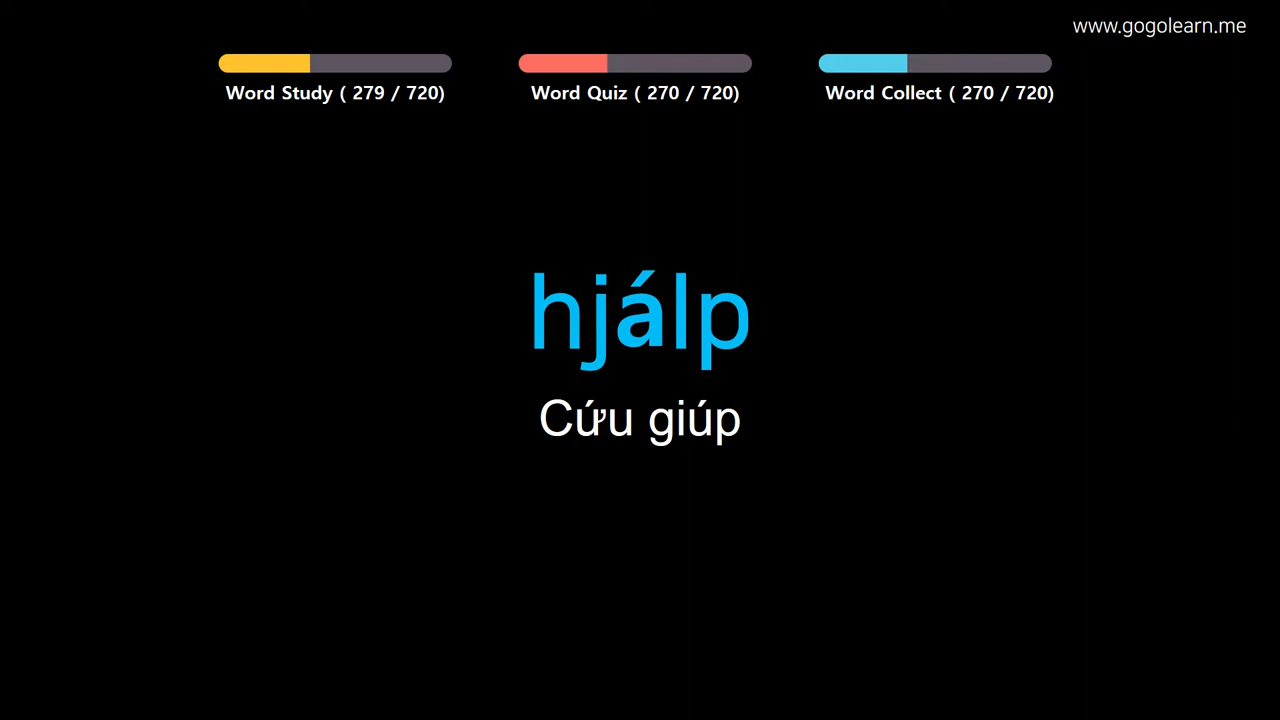 www.gogolearn.me
Word Study ( 279 / 720)
Word Quiz ( 270 / 720)
Word Collect ( 270 / 720)
hjálp
Cứu giúp